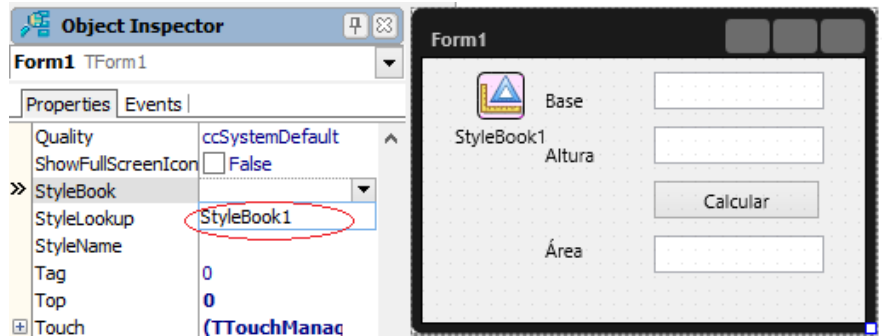 Object Inspector
Form1 TForm1
Properties Events
Quality ccSystemDefault
ShowFullScreenIcon False
StyleBook
StyleLookup StyleBook1
StyleName
Tag 0
Top 0
Touch (TTouchManag
Form1
Base
StyleBook1
Altura
Calcular
Área